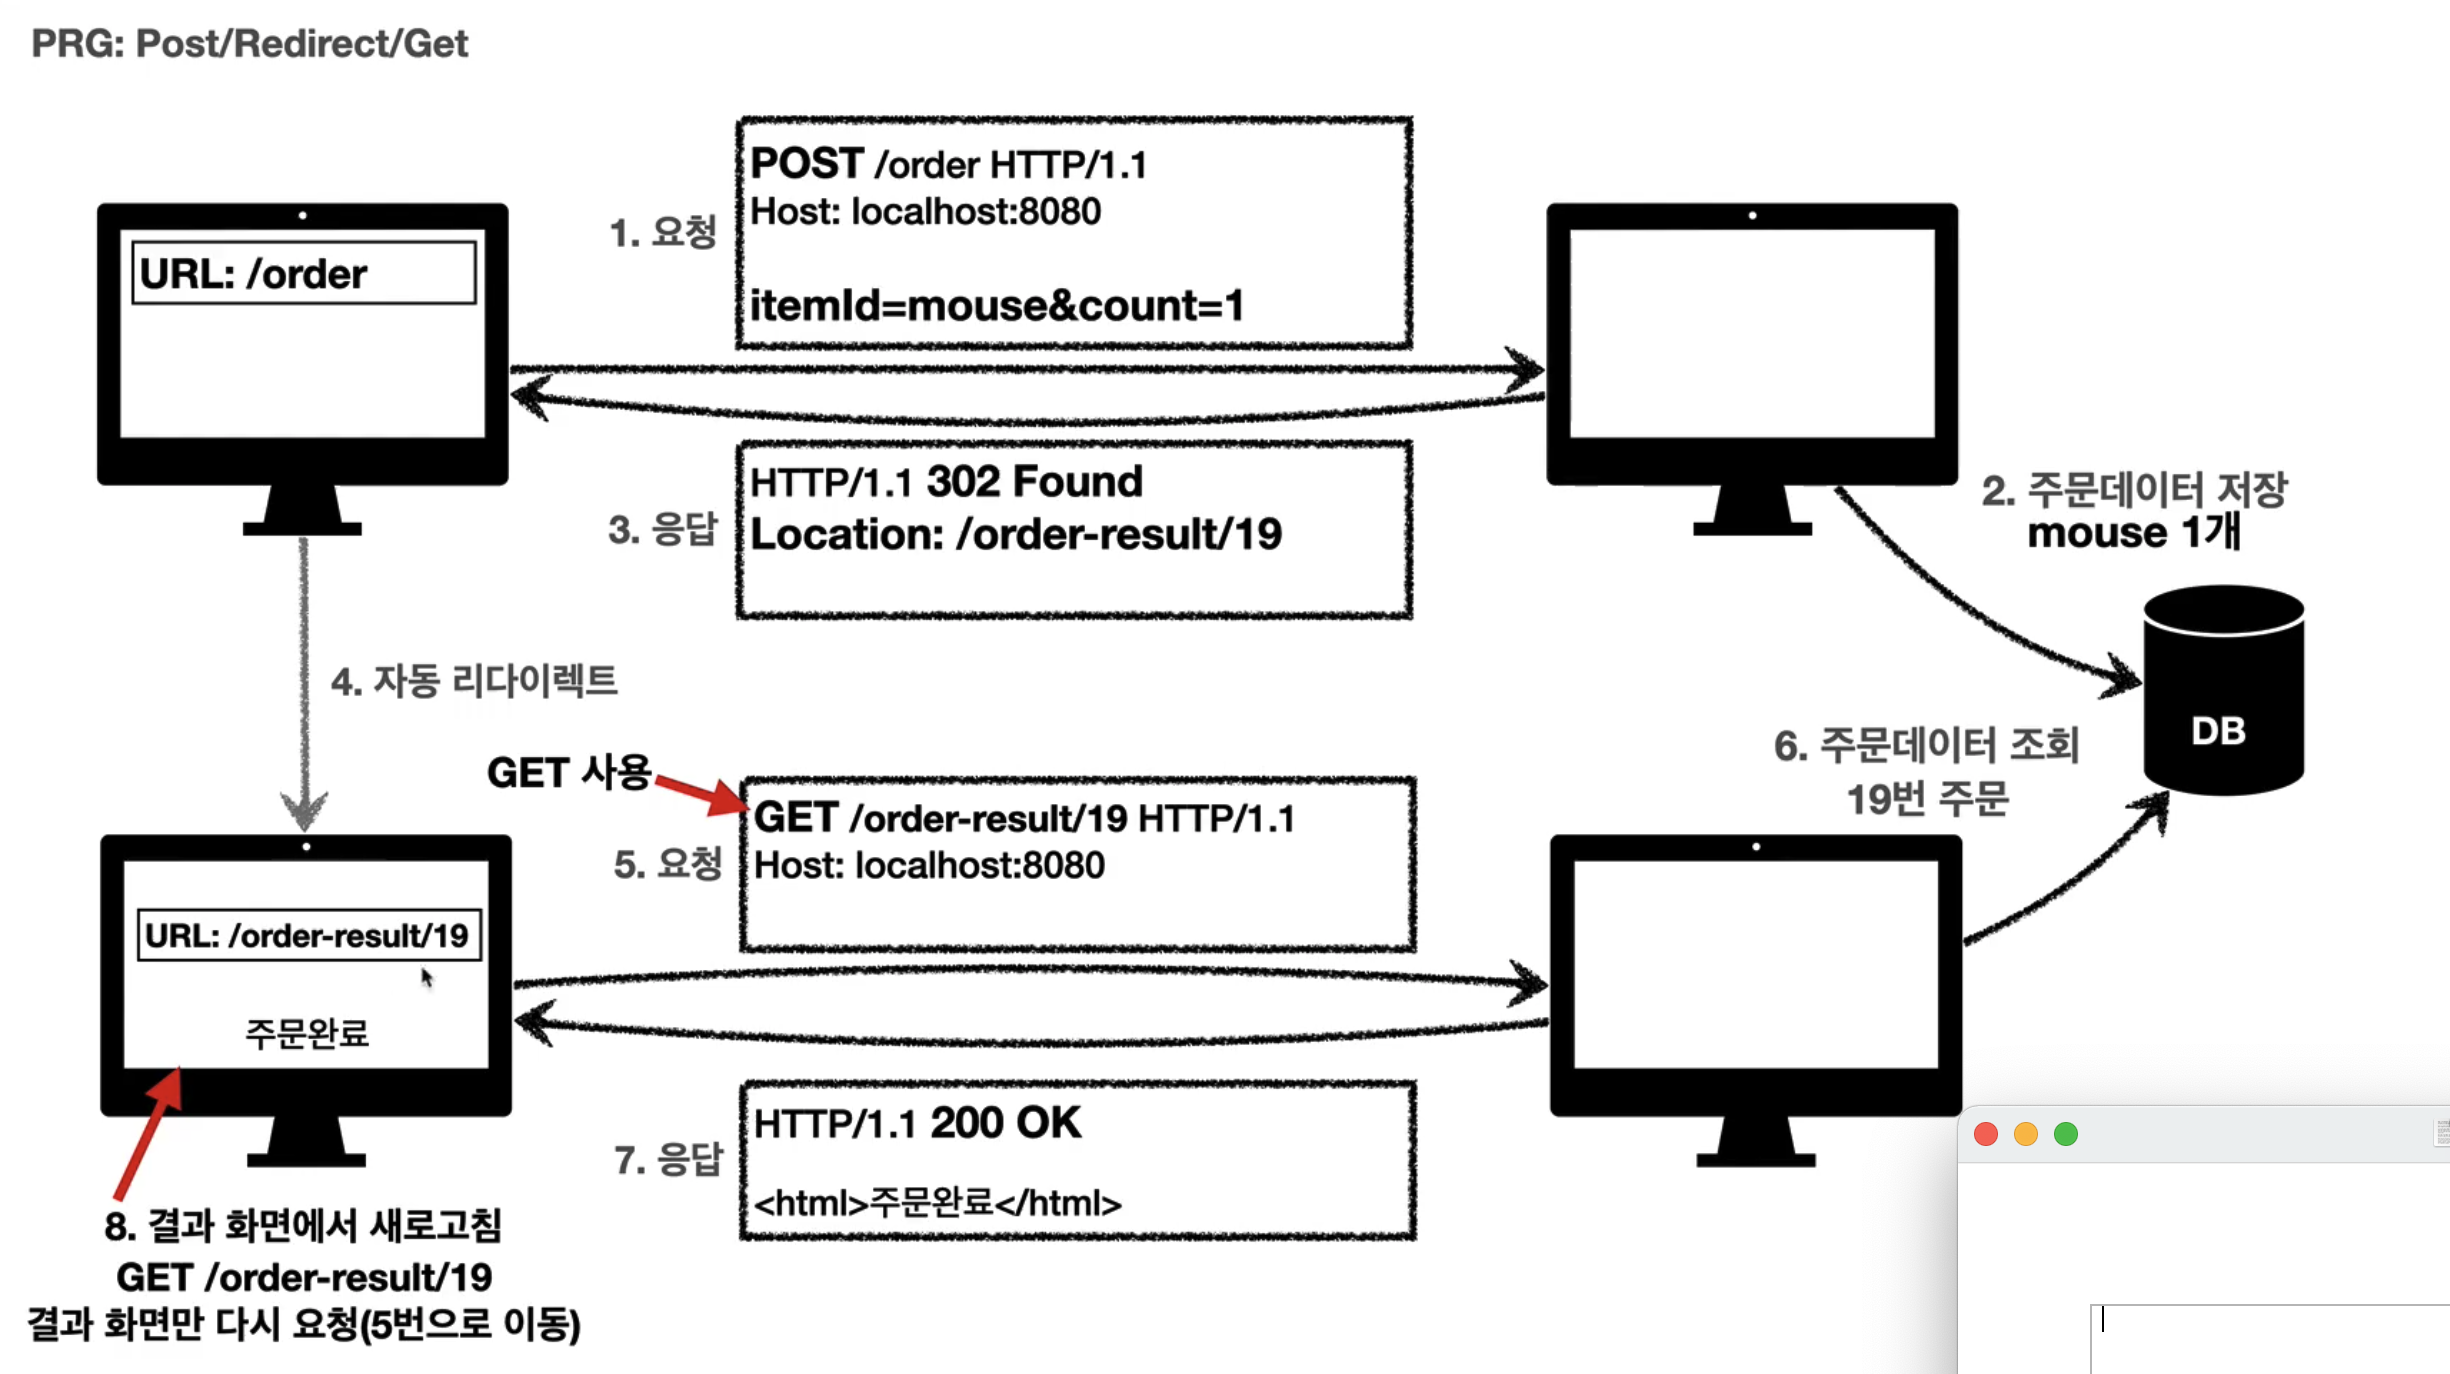 PRG: Post/Redirect/Get
URL: /order
1. 요청
POST /order HTTP/1.1
Host: localhost:8080
itemId=mouse&count=1
2. 주문데이터 저장
mouse 1개
3. 응답
HTTP/1.1 302 Found
Location: /order-result/19
4. 자동 리다이렉트
DB
GET 사용
5. 요청
GET /order-result/19 HTTP/1.1
Host: localhost:8080
6. 주문데이터 조회
19번 주문
URL: /order-result/19
주문완료
7. 응답
HTTP/1.1 200 OK
<html>주문완료</html>
8. 결과 화면에서 새로고침
GET /order-result/19
결과 화면만 다시 요청(5번으로 이동)